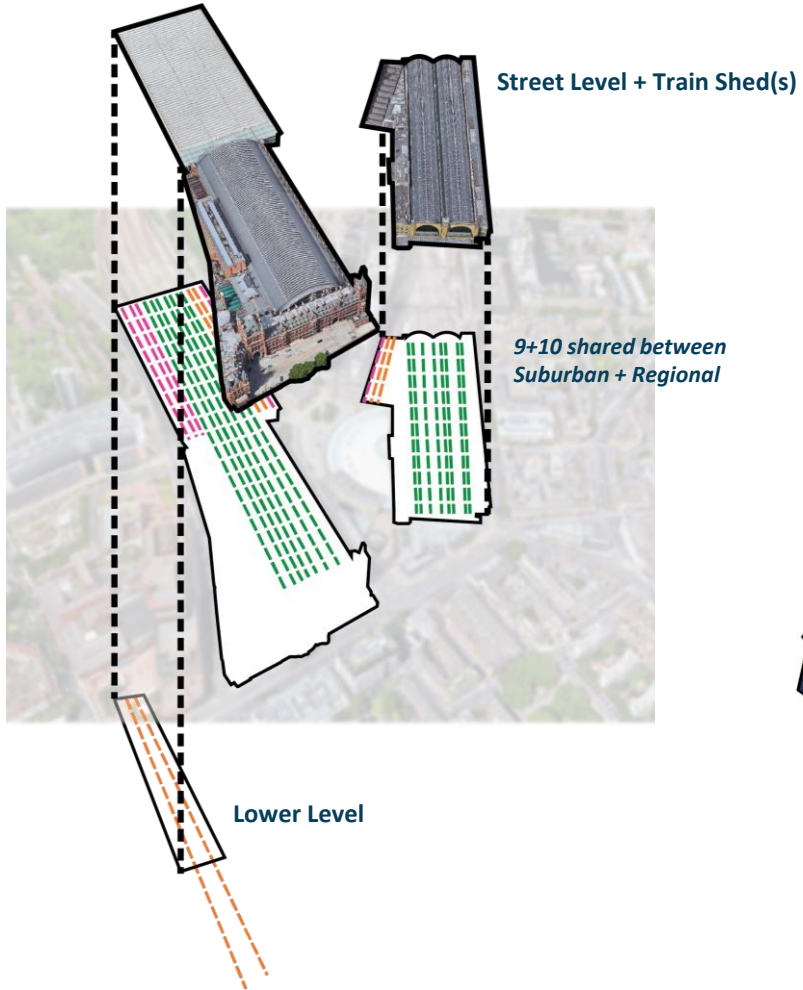 Street Level + Train Shed(s)
9+10 shared between
Suburban + Regional
Lower Level